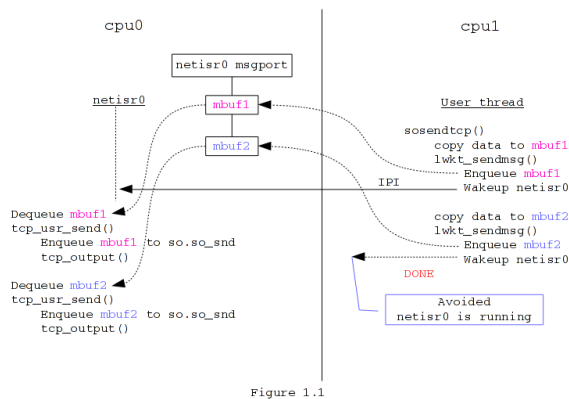 cpu0
cpu1
netisr0 msgport
netisr0
mbuf1
mbuf2
User thread
sosendtcp()
copy data to mbuf1
lwkt_sendmsg()
Enqueue mbuf1
Wakeup netisr0
IPI
copy data to mbuf2
lwkt_sendmsg()
Enqueue mbuf2
Wakeup netisr0
DONE
Avoided
netisr0 is running
Dequeue mbuf1
tcp_usr_send()
Enqueue mbuf1 to so.so_snd
tcp_output()
Dequeue mbuf2
tcp_usr_send()
Enqueue mbuf2 to so.so_snd
tcp_output()
Figure 1.1